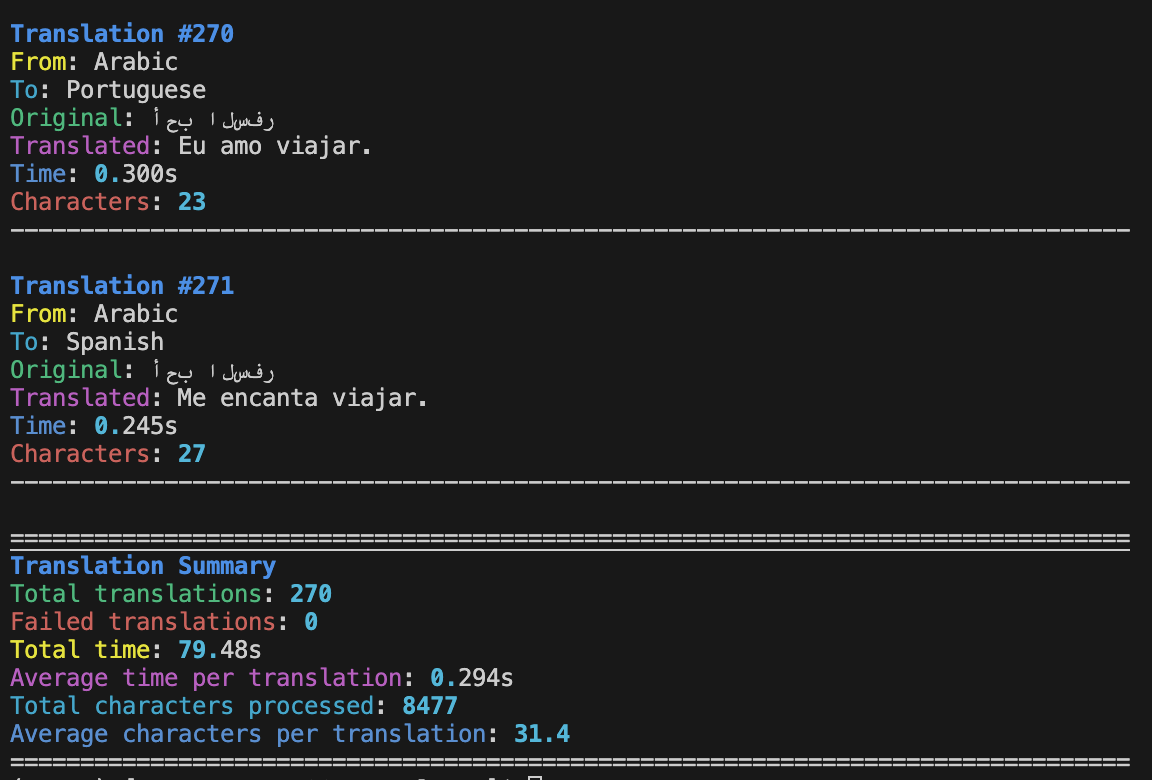 Translation #270
From: Arabic
To: Portuguese
Original: أحب السفر
Translated: Eu amo viajar.
Time: 0.300s
Characters: 23
Translation #271
From: Arabic
To: Spanish
Original: أحب السفر
Translated: Me encanta viajar.
Time: 0.245s
Characters: 27
Translation Summary
Total translations: 270
Failed translations: 0
Total time: 79.48s
Average time per translation: 0.294s
Total characters processed: 8477
Average characters per translation: 31.4